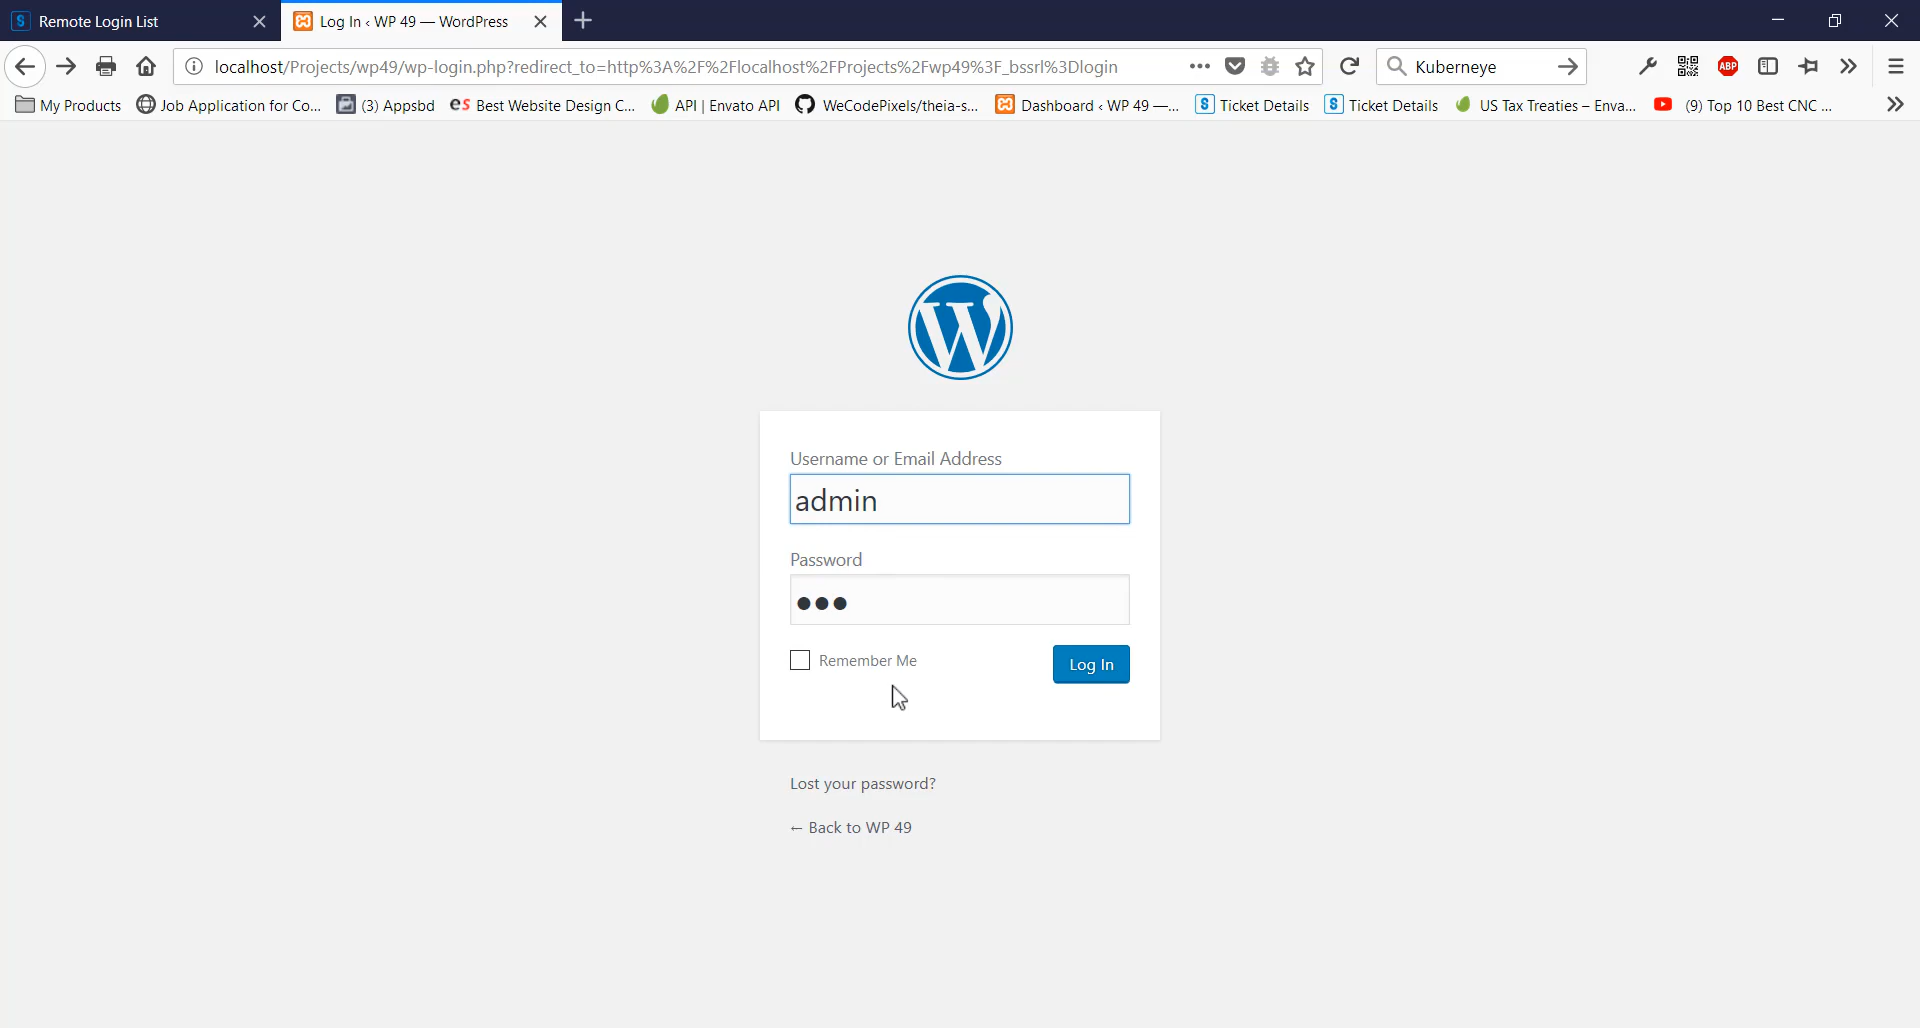 Remote Login List
Log In ‹ WP 49 — WordPress
localhost/Projects/wp49/wp-login.php?redirect_to=http%3A%2F%2Flocalhost%2FProjects%2Fwp49%3F_bssrl%3Dlogin
Kuberneye
ABP
My Products
Job Application for Co...
(3) Appsbd
es Best Website Design C...
API | Envato API
WeCodePixels/theia-s...
Dashboard ‹ WP 49 —...
S Ticket Details
S Ticket Details
US Tax Treaties – Enva...
(9) Top 10 Best CNC ...
W
Username or Email Address
admin
Password
●●●
Remember Me
Log In
Lost your password?
← Back to WP 49